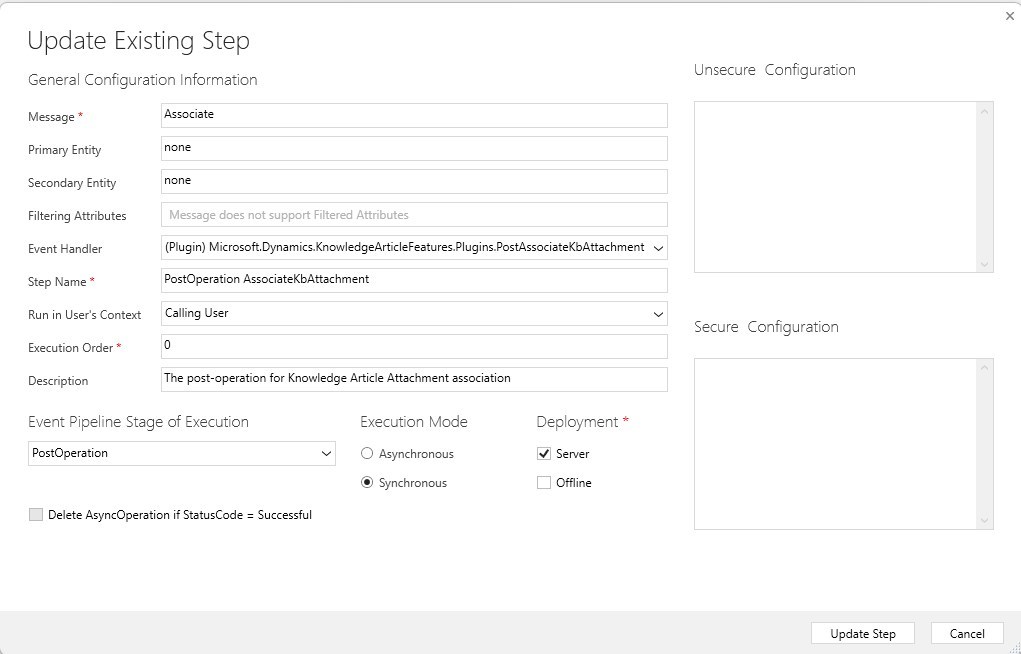 Update Existing Step
General Configuration Information
Message *
Associate
Primary Entity
none
Secondary Entity
none
Filtering Attributes
Message does not support Filtered Attributes
Event Handler
(Plugin) Microsoft.Dynamics.KnowledgeArticleFeatures.Plugins.PostAssociateKbAttachment
Step Name *
PostOperation AssociateKbAttachment
Run in User's Context
Calling User
Execution Order *
0
Description
The post-operation for Knowledge Article Attachment association
Event Pipeline Stage of Execution
PostOperation
Execution Mode
Asynchronous
Synchronous
Deployment *
Server
Offline
Delete AsyncOperation if StatusCode = Successful
Unsecure Configuration
Secure Configuration
Update Step
Cancel